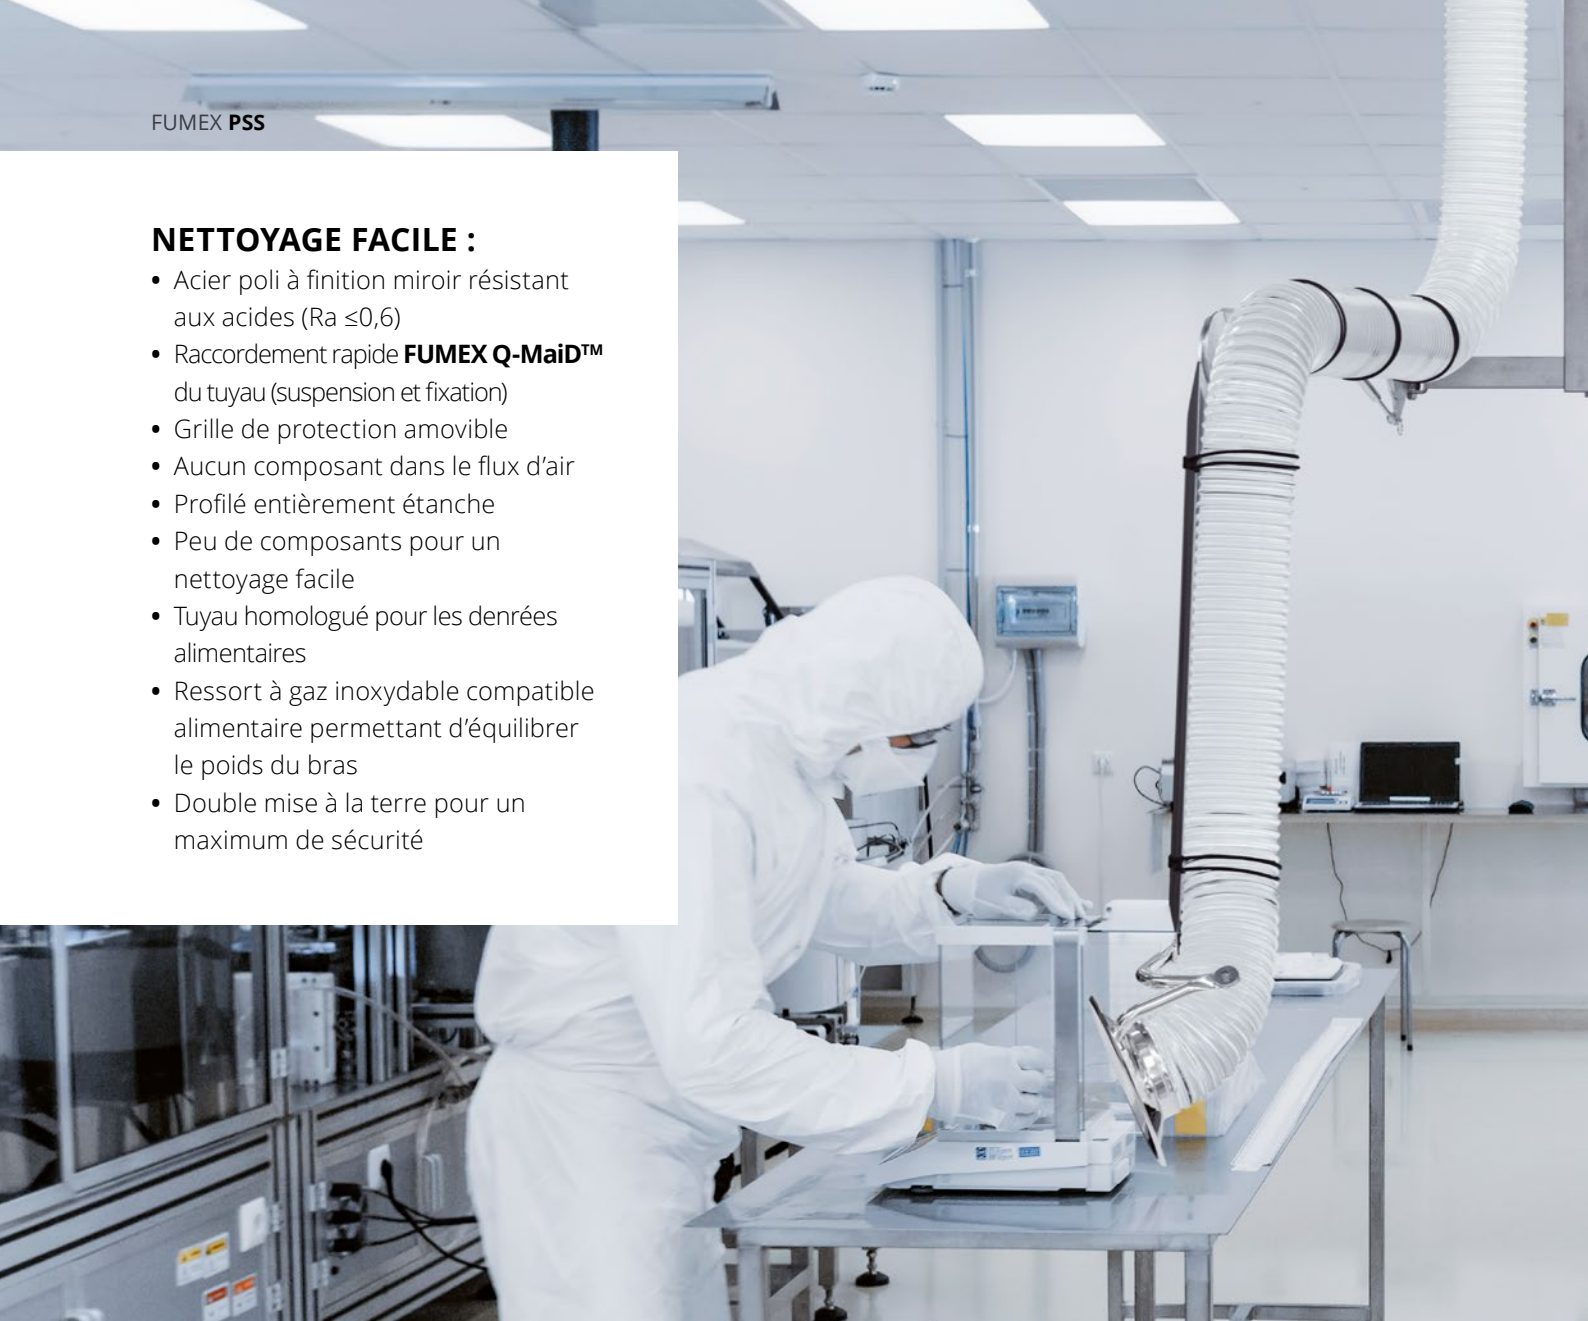 FUMEX PSS
NETTOYAGE FACILE :
• Acier poli à finition miroir résistant
aux acides (Ra ≤0,6)
• Raccordement rapide FUMEX Q-MaiD™
du tuyau (suspension et fixation)
• Grille de protection amovible
• Aucun composant dans le flux d’air
• Profilé entièrement étanche
• Peu de composants pour un
nettoyage facile
• Tuyau homologué pour les denrées
alimentaires
• Ressort à gaz inoxydable compatible
alimentaire permettant d’équilibrer
le poids du bras
• Double mise à la terre pour un
maximum de sécurité